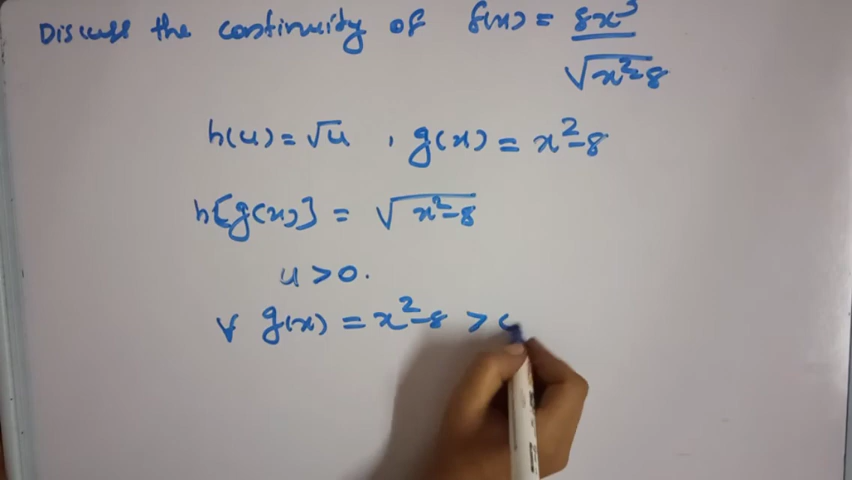 Discuss the continuity of f(x) = 8x³
√x²-8
h(u) = √u , g(x) = x²-8
h[g(x)] = √x²-8
u > 0.
∀ g(x) = x²-8 >